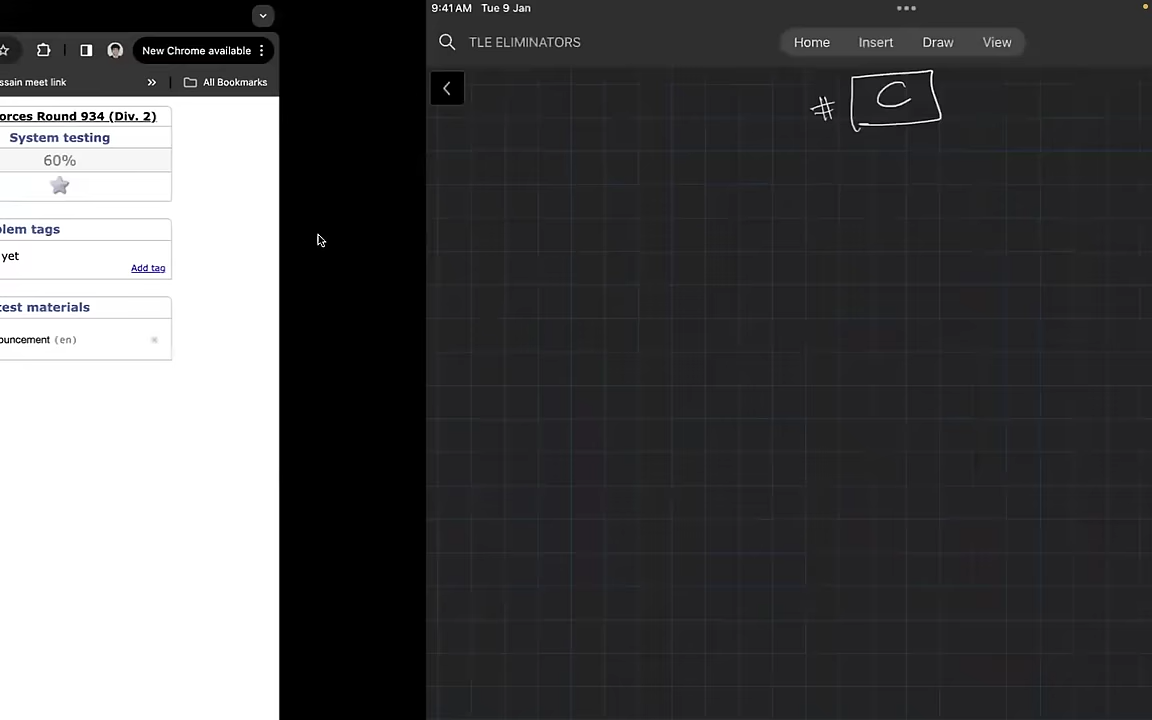 9:41 AM Tue 9 Jan
TLE ELIMINATORS
Home Insert Draw View
# C
New Chrome available
ssain meet link
» All Bookmarks
orces Round 934 (Div. 2)
System testing
60%
lem tags
yet
Add tag
test materials
ouncement (en)